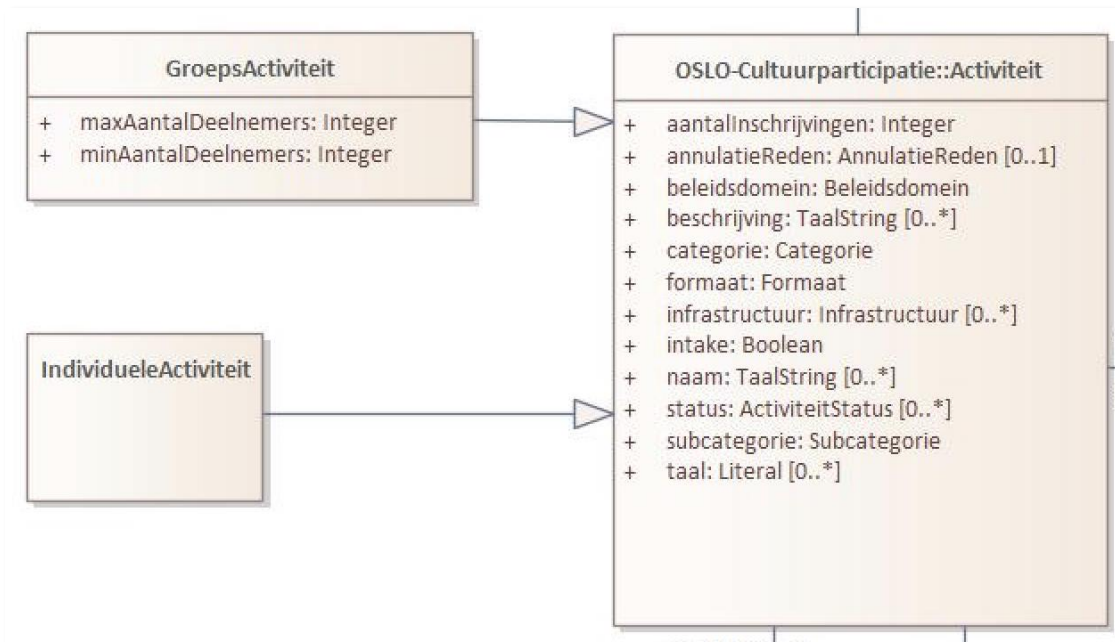 GroepsActiviteit
+ maxAantalDeelnemers: Integer
+ minAantalDeelnemers: Integer
IndividueleActiviteit
OSLO-Cultuurparticipatie::Activiteit
+ aantalInschrijvingen: Integer
+ annulatieReden: AnnulatieReden [0..1]
+ beleidsdomein: Beleidsdomein
+ beschrijving: TaalString [0..*]
+ categorie: Categorie
+ formaat: Formaat
+ infrastructuur: Infrastructuur [0..*]
+ intake: Boolean
+ naam: TaalString [0..*]
+ status: ActiviteitStatus [0..*]
+ subcategorie: Subcategorie
+ taal: Literal [0..*]